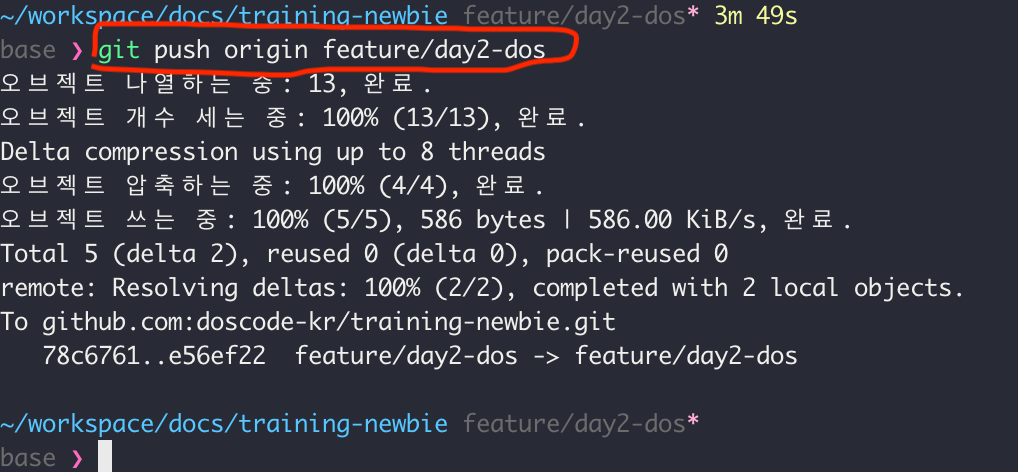 ~/workspace/docs/training-newbie feature/day2-dos* 3m 49s
base ❯ git push origin feature/day2-dos
오브젝트 나열하는 중: 13, 완료.
오브젝트 개수 세는 중: 100% (13/13), 완료.
Delta compression using up to 8 threads
오브젝트 압축하는 중: 100% (4/4), 완료.
오브젝트 쓰는 중: 100% (5/5), 586 bytes | 586.00 KiB/s, 완료.
Total 5 (delta 2), reused 0 (delta 0), pack-reused 0
remote: Resolving deltas: 100% (2/2), completed with 2 local objects.
To github.com:doscode-kr/training-newbie.git
   78c6761..e56ef22  feature/day2-dos -> feature/day2-dos
~/workspace/docs/training-newbie feature/day2-dos*
base ❯